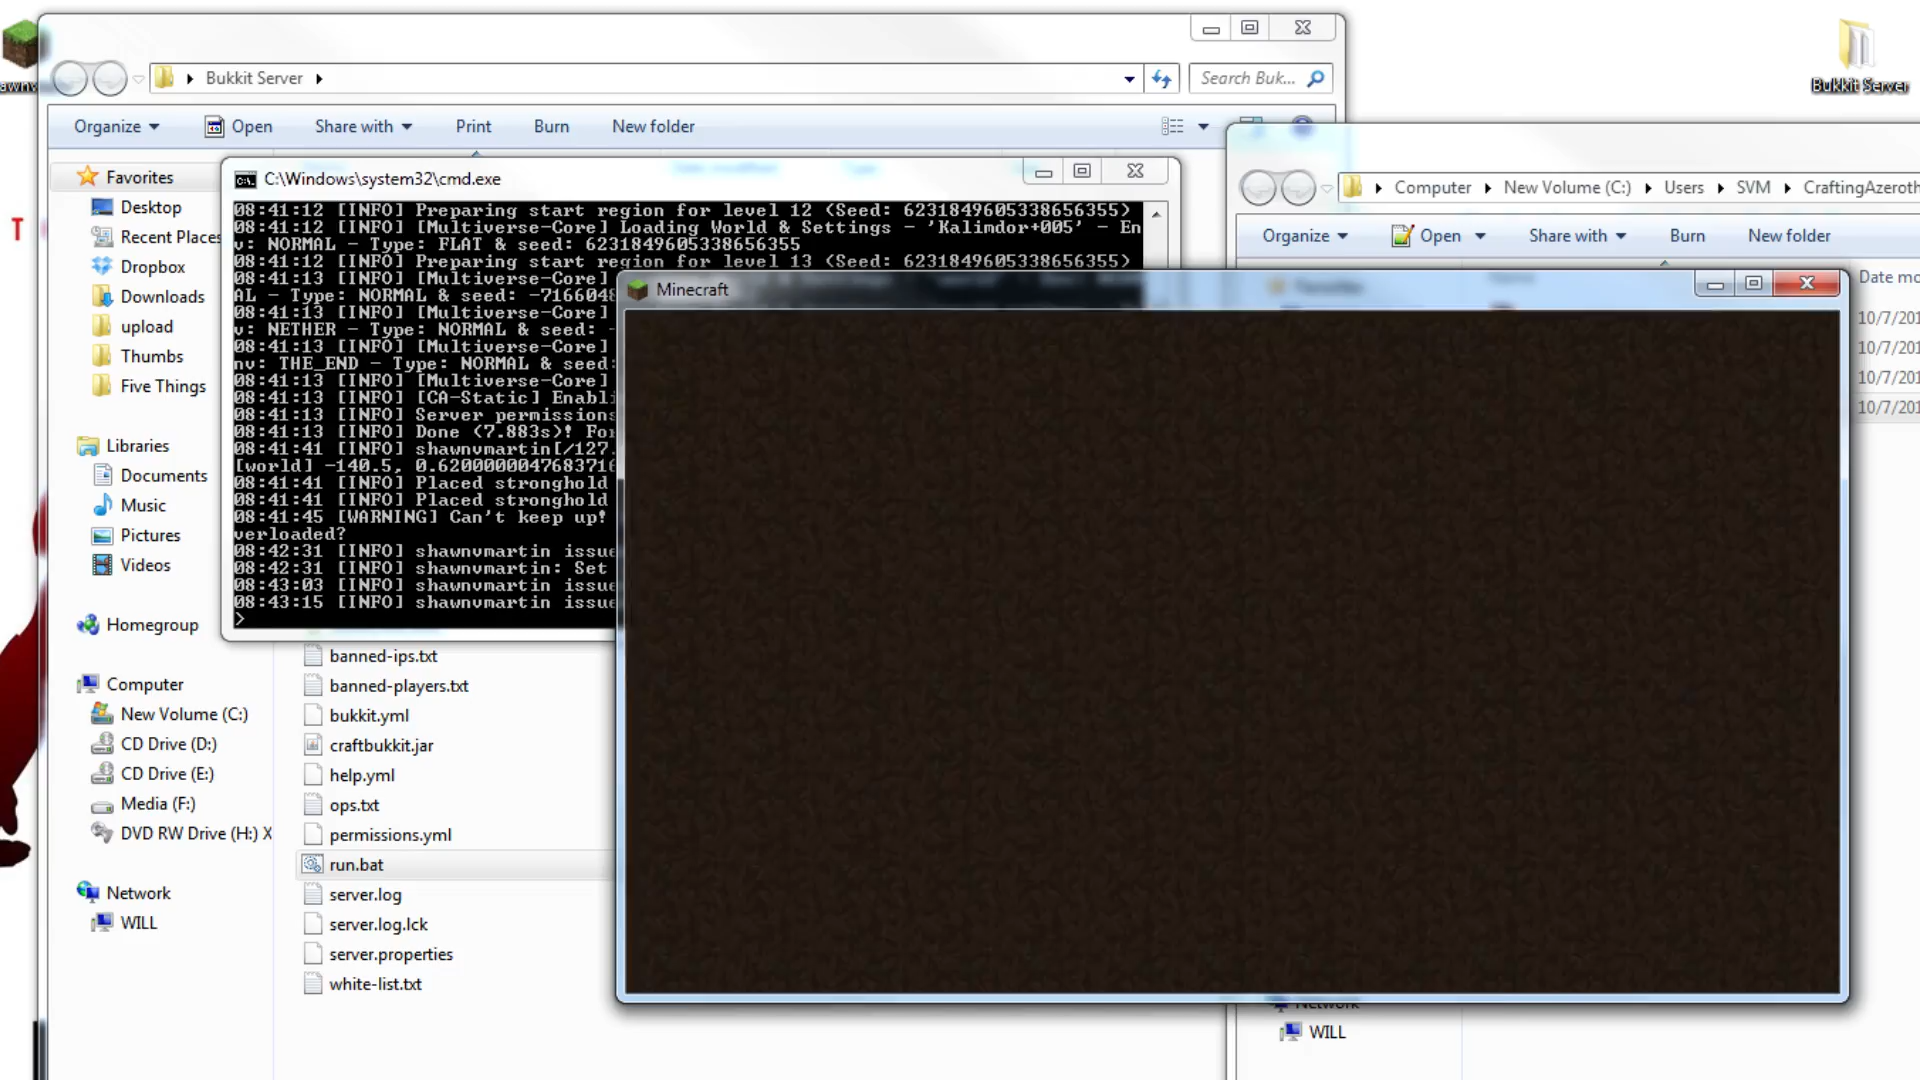 awnv
Bukkit Server
Bukkit Server
Search Buk...
Organize
Open
Share with
Print
Burn
New folder
Favorites
Desktop
Recent Places
Dropbox
Downloads
upload
Thumbs
Five Things
Libraries
Documents
Music
Pictures
Videos
Homegroup
Computer
New Volume (C:)
CD Drive (D:)
CD Drive (E:)
Media (F:)
DVD RW Drive (H:) X
Network
WILL
T
C:\Windows\system32\cmd.exe
08:41:12 [INFO] Preparing start region for level 12 (Seed: 6231849605338656355)
08:41:12 [INFO] [Multiverse-Core] Loading World & Settings - 'Kalimdor+005' - En
v: NORMAL - Type: FLAT & seed: 6231849605338656355
08:41:12 [INFO] Preparing start region for level 13 (Seed: 6231849605338656355)
08:41:13 [INFO] [Multiverse-Core]
AL - Type: NORMAL & seed: -7166048
08:41:13 [INFO] [Multiverse-Core]
v: NETHER - Type: NORMAL & seed: -
08:41:13 [INFO] [Multiverse-Core]
nv: THE_END - Type: NORMAL & seed:
08:41:13 [INFO] [Multiverse-Core]
08:41:13 [INFO] [CA-Static] Enabli
08:41:13 [INFO] Server permissions
08:41:13 [INFO] Done (7.883s)! For
08:41:41 [INFO] shawnvmartin[/127.
[world] -140.5, 0.6200000047683716
08:41:41 [INFO] Placed stronghold
08:41:41 [INFO] Placed stronghold
08:41:45 [WARNING] Can't keep up!
verloaded?
08:42:31 [INFO] shawnvmartin issue
08:42:31 [INFO] shawnvmartin: Set
08:43:03 [INFO] shawnvmartin issue
08:43:15 [INFO] shawnvmartin issue
>
banned-ips.txt
banned-players.txt
bukkit.yml
craftbukkit.jar
help.yml
ops.txt
permissions.yml
run.bat
server.log
server.log.lck
server.properties
white-list.txt
Minecraft
Computer
New Volume (C:)
Users
SVM
CraftingAzeroth
Organize
Open
Share with
Burn
New folder
Favorites
Date mo
10/7/201
10/7/201
10/7/201
10/7/201
Network
WILL